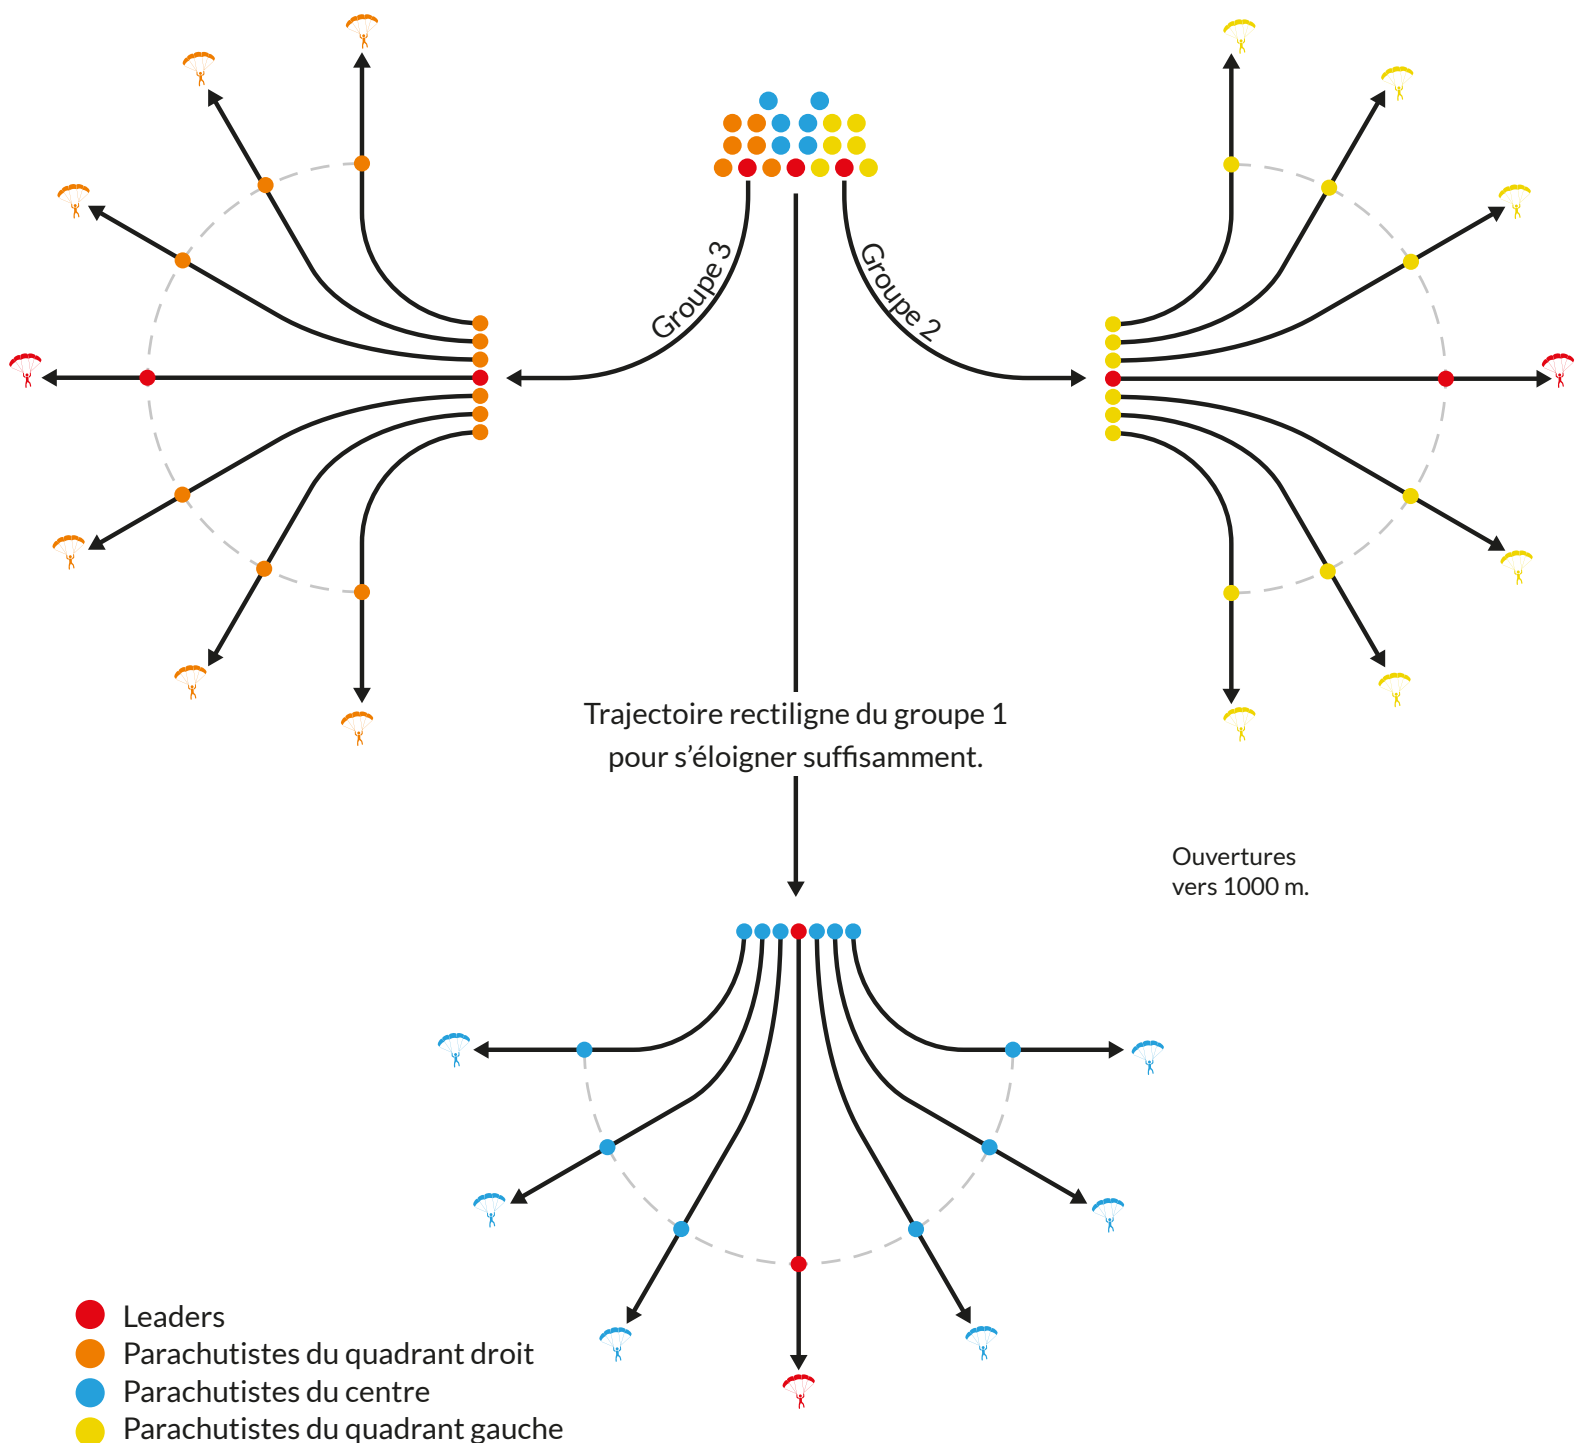 Groupe 3
Groupe 2
Trajectoire rectiligne du groupe 1
pour s’éloigner suffisamment.
Ouvertures
vers 1000 m.
Leaders
Parachutistes du quadrant droit
Parachutistes du centre
Parachutistes du quadrant gauche